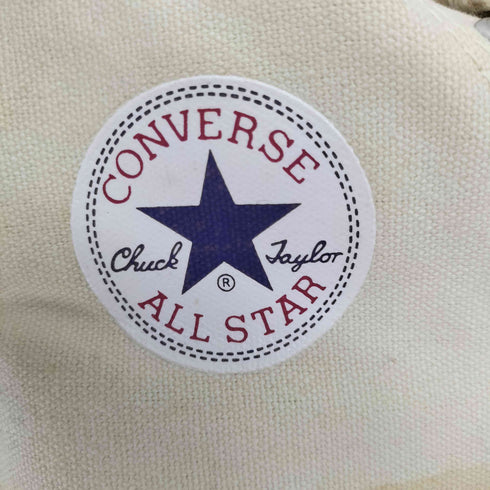 CONVERSE
Chuck Taylor
®
ALL STAR